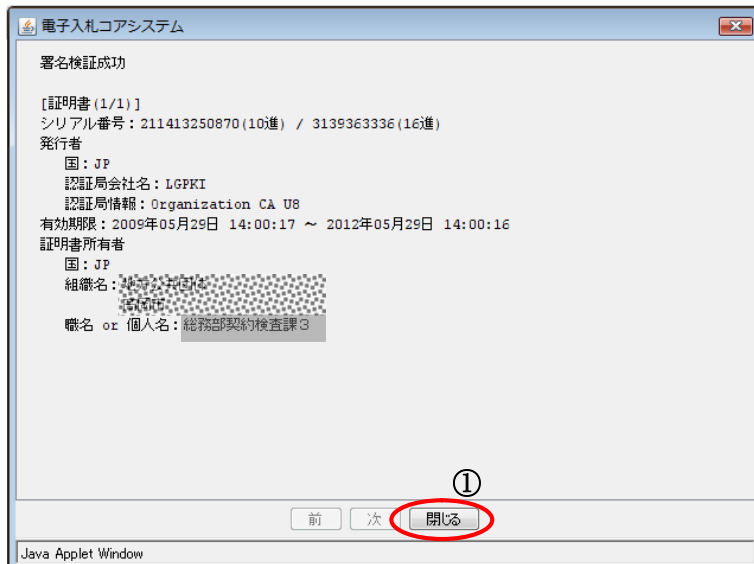 電子入札コアシステム
署名検証成功
[証明書(1/1)]
シリアル番号:211413250870(10進) / 3139363336(16進)
発行者
国:JP
認証局会社名:LGPKI
認証局情報:Organization CA U8
有効期限:2009年05月29日 14:00:17 ~ 2012年05月29日 14:00:16
証明書所有者
国:JP
組織名:
職名 or 個人名:総務部契約検査課3
①
前 次 閉じる
Java Applet Window